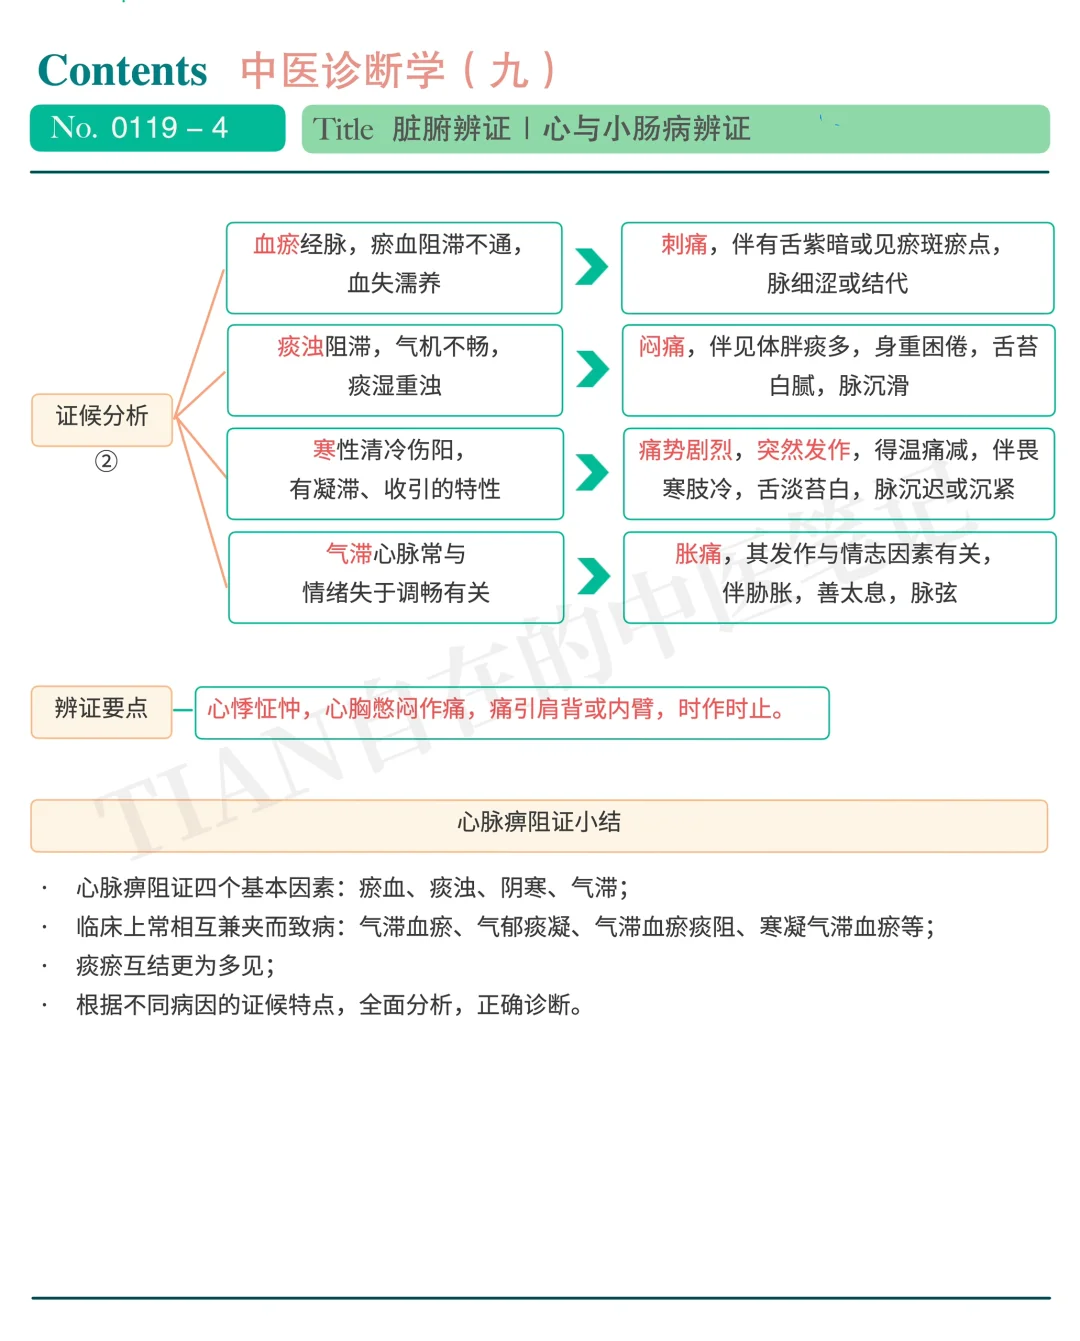 Contents 中医诊断学（九）
No. 0119 – 4
Title 脏腑辨证 | 心与小肠病辨证
血瘀经脉，瘀血阻滞不通，
血失濡养
刺痛，伴有舌紫暗或见瘀斑瘀点，
脉细涩或结代
痰浊阻滞，气机不畅，
痰湿重浊
闷痛，伴见体胖痰多，身重困倦，舌苔
白腻，脉沉滑
证候分析
②
寒性清冷伤阳，
有凝滞、收引的特性
痛势剧烈，突然发作，得温痛减，伴畏
寒肢冷，舌淡苔白，脉沉迟或沉紧
气滞心脉常与
情绪失于调畅有关
胀痛，其发作与情志因素有关，
伴胁胀，善太息，脉弦
辨证要点
心悸怔忡，心胸憋闷作痛，痛引肩背或内臂，时作时止。
心脉痹阻证小结
· 心脉痹阻证四个基本因素：瘀血、痰浊、阴寒、气滞；
· 临床上常相互兼夹而致病：气滞血瘀、气郁痰凝、气滞血瘀痰阻、寒凝气滞血瘀等；
· 痰瘀互结更为多见；
· 根据不同病因的证候特点，全面分析，正确诊断。
TIAN自在的中医笔记